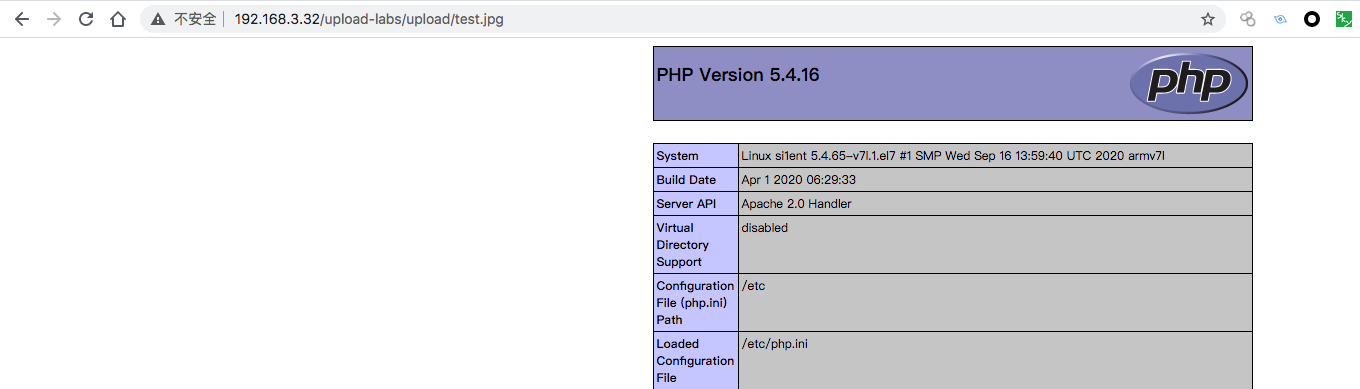 不安全 192.168.3.32/upload-labs/upload/test.jpg
PHP Version 5.4.16
php
System Linux si1ent 5.4.65-v7l.1.el7 #1 SMP Wed Sep 16 13:59:40 UTC 2020 armv7l
Build Date Apr 1 2020 06:29:33
Server API Apache 2.0 Handler
Virtual disabled
Directory
Support
Configuration /etc
File (php.ini)
Path
Loaded /etc/php.ini
Configuration
File